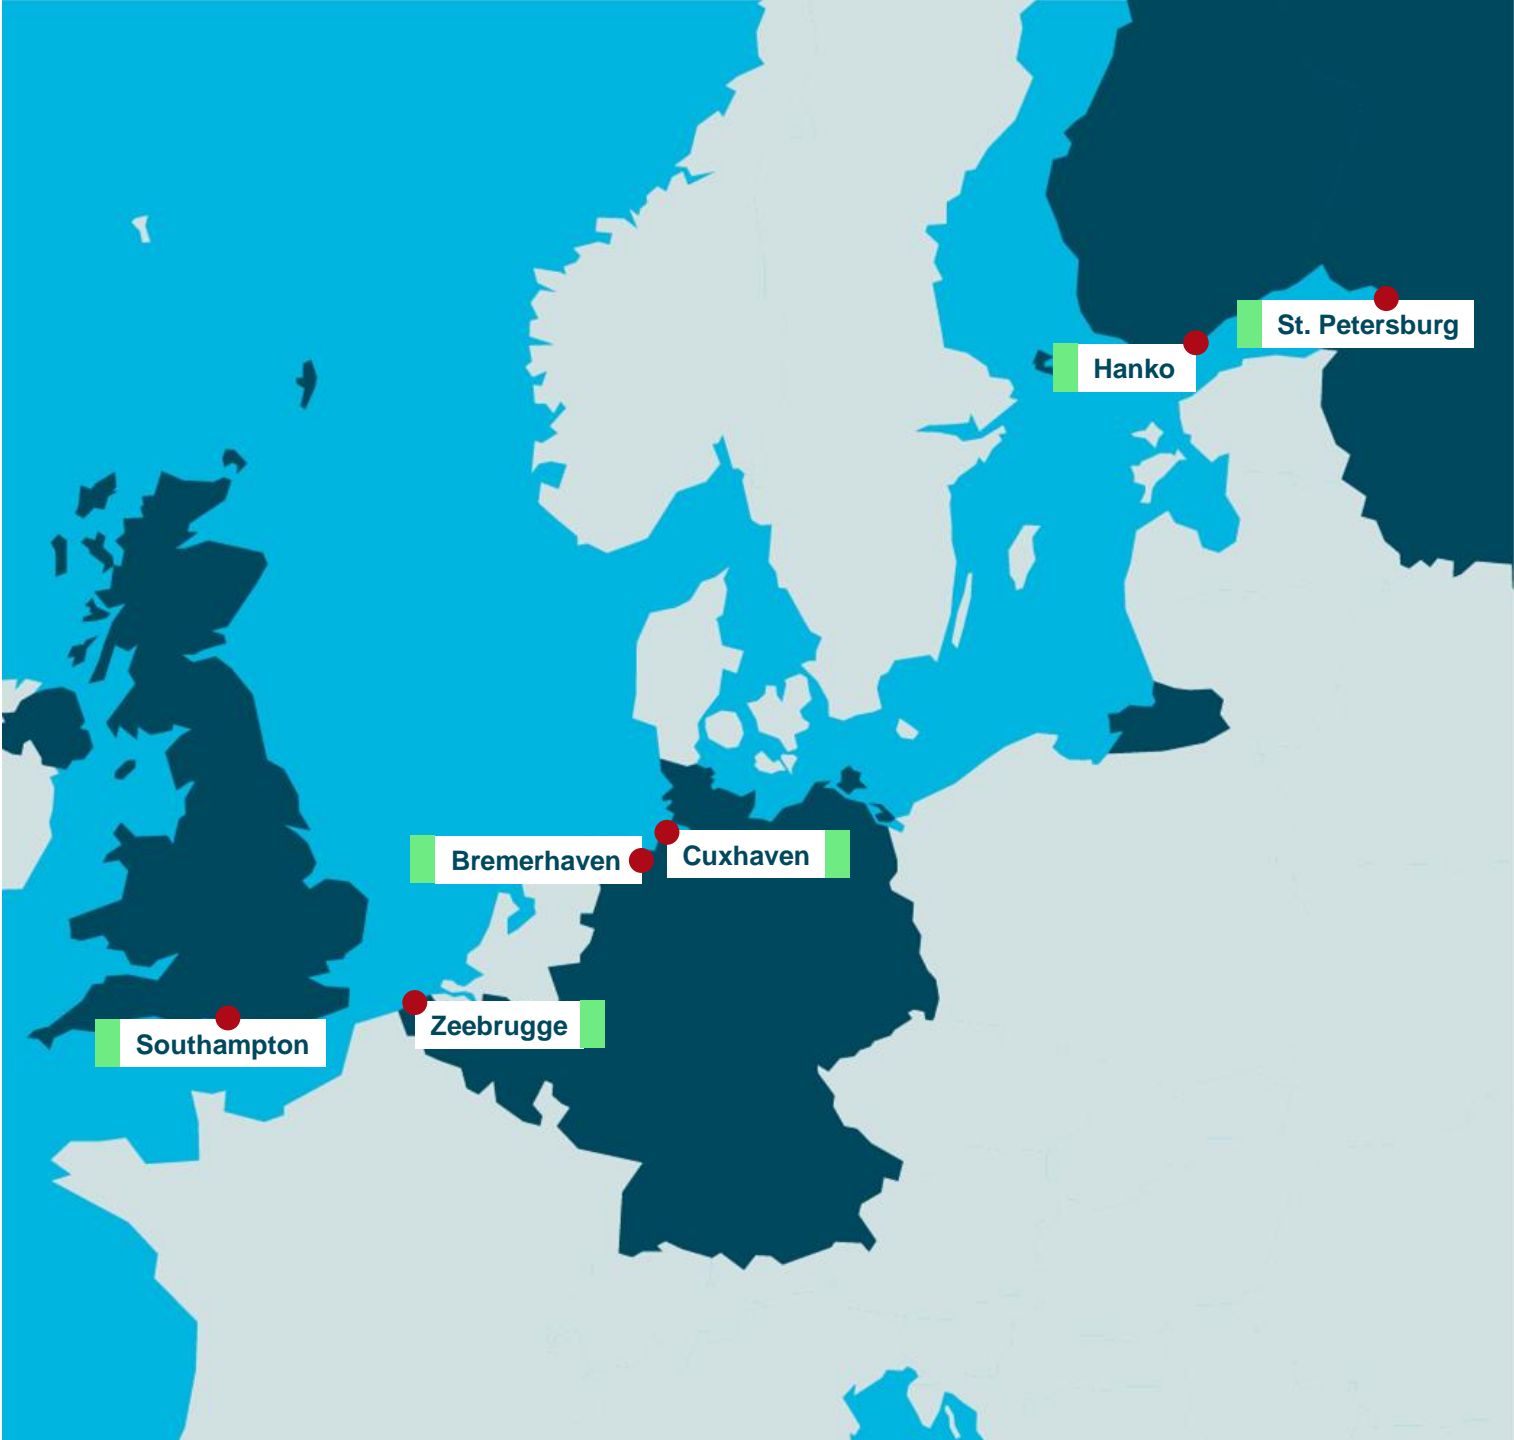 St. Petersburg
Hanko
Bremerhaven
Cuxhaven
Zeebrugge
Southampton